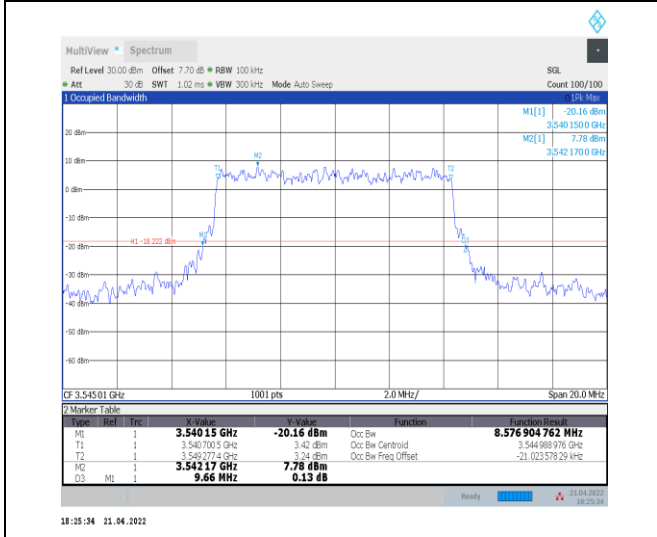 MultiView Spectrum
Ref Level 30.00 dBm Offset 7.70 dB RBW 100 kHz SGL
Att 30 dB SWT 1.02 ms VBW 300 kHz Mode Auto Sweep Count 100/100
1 Occupied Bandwidth 1Pk Max
M1[1] -20.16 dBm
3.540 150 0 GHz
M2[1] 7.78 dBm
3.542 170 0 GHz
20 dBm
10 dBm
M2
T1 T2
0 dBm
-10 dBm
H1 -18.222 dBm
M1 D3
-20 dBm
-30 dBm
-40 dBm
-50 dBm
-60 dBm
CF 3.545 01 GHz 1001 pts 2.0 MHz/ Span 20.0 MHz
2 Marker Table
Type Ref Trc X-Value Y-Value Function Function Result
M1 1 3.540 15 GHz -20.16 dBm Occ Bw 8.576 904 762 MHz
T1 1 3.540 700 5 GHz 3.42 dBm Occ Bw Centroid 3.544 988 976 GHz
T2 1 3.549 277 4 GHz 3.24 dBm Occ Bw Freq Offset -21.023 578 29 kHz
M2 1 3.542 17 GHz 7.78 dBm
D3 M1 1 9.66 MHz 0.13 dB
Ready 21.04.2022
18:25:34
18:25:34 21.04.2022